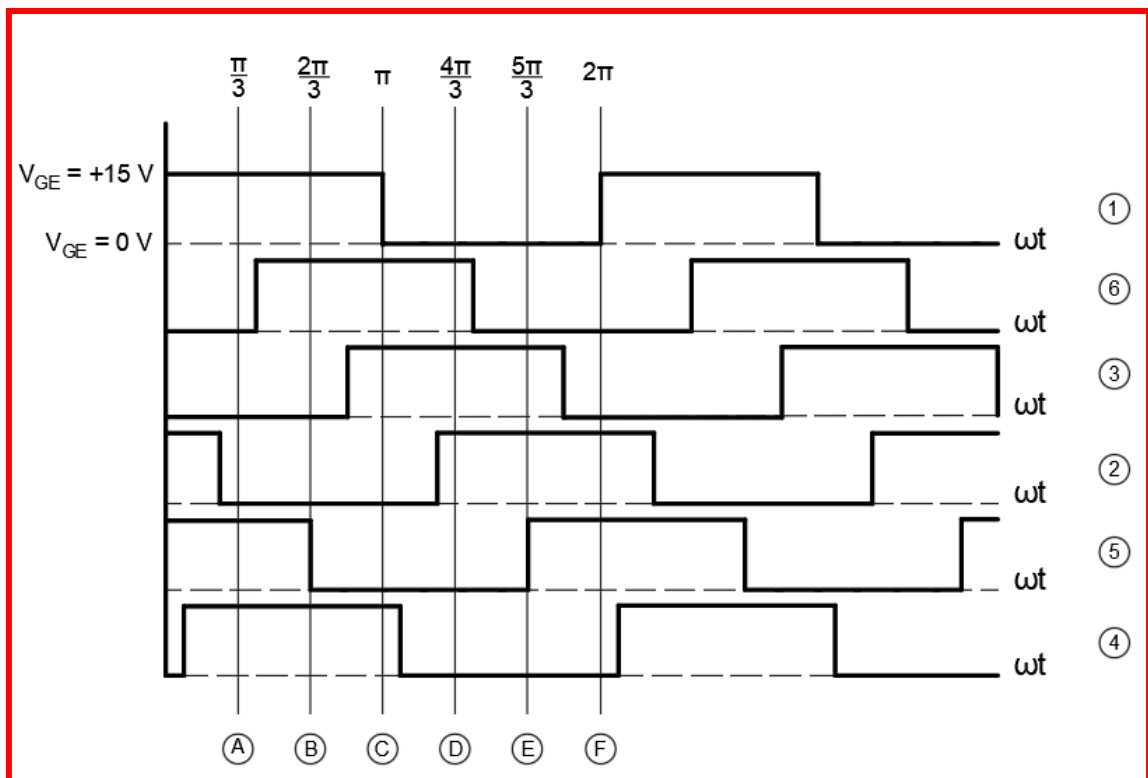 π/3 2π/3 π 4π/3 5π/3 2π
V_GE = +15 V
V_GE = 0 V
ωt ①
ωt ⑥
ωt ③
ωt ②
ωt ⑤
ωt ④
Ⓐ Ⓑ Ⓒ Ⓓ Ⓔ Ⓕ